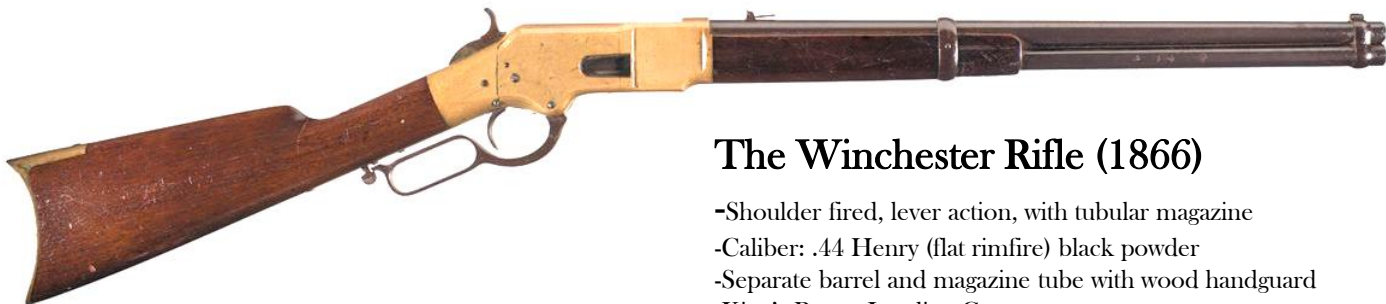 The Winchester Rifle (1866)
-Shoulder fired, lever action, with tubular magazine
-Caliber: .44 Henry (flat rimfire) black powder
-Separate barrel and magazine tube with wood handguard